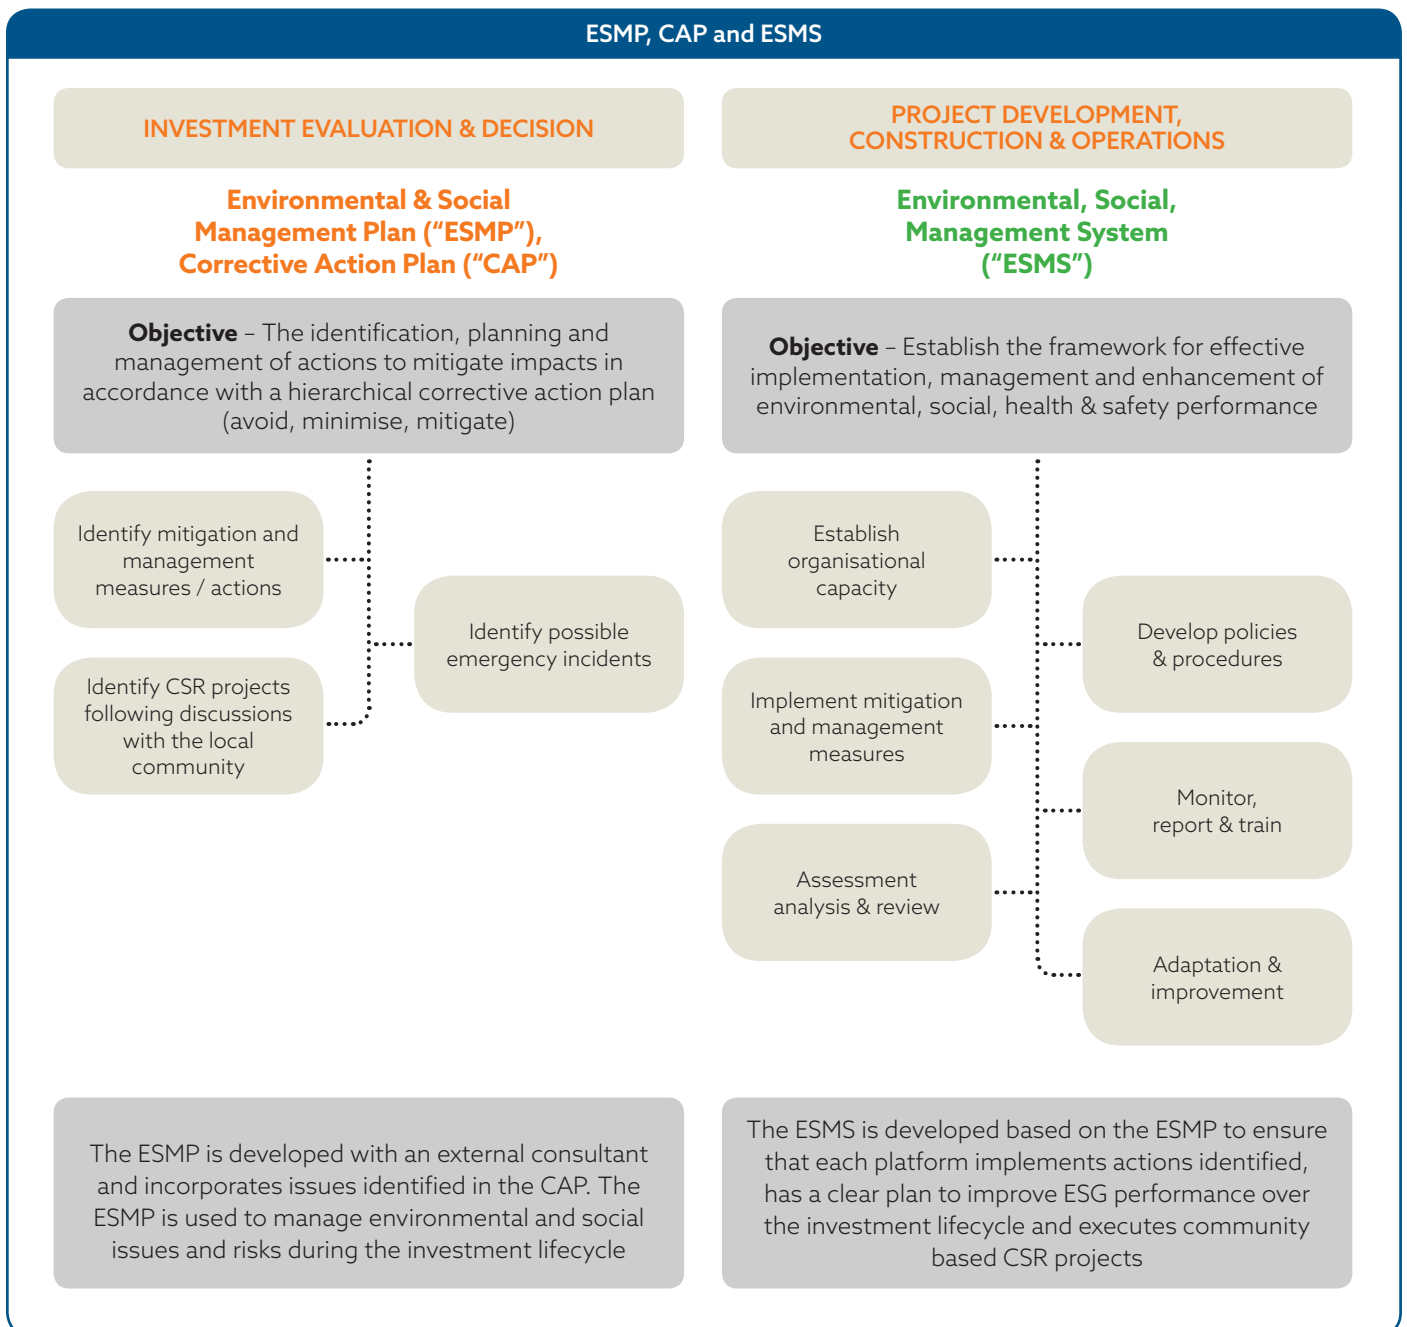 ESMP, CAP and ESMS
INVESTMENT EVALUATION & DECISION
Environmental & Social
Management Plan (“ESMP”),
Corrective Action Plan (“CAP”)
Objective – The identification, planning and
management of actions to mitigate impacts in
accordance with a hierarchical corrective action plan
(avoid, minimise, mitigate)
Identify mitigation and
management
measures / actions
Identify possible
emergency incidents
Identify CSR projects
following discussions
with the local
community
The ESMP is developed with an external consultant
and incorporates issues identified in the CAP. The
ESMP is used to manage environmental and social
issues and risks during the investment lifecycle
PROJECT DEVELOPMENT,
CONSTRUCTION & OPERATIONS
Environmental, Social,
Management System
(“ESMS”)
Objective – Establish the framework for effective
implementation, management and enhancement of
environmental, social, health & safety performance
Establish
organisational
capacity
Develop policies
& procedures
Implement mitigation
and management
measures
Monitor,
report & train
Assessment
analysis & review
Adaptation &
improvement
The ESMS is developed based on the ESMP to ensure
that each platform implements actions identified,
has a clear plan to improve ESG performance over
the investment lifecycle and executes community
based CSR projects